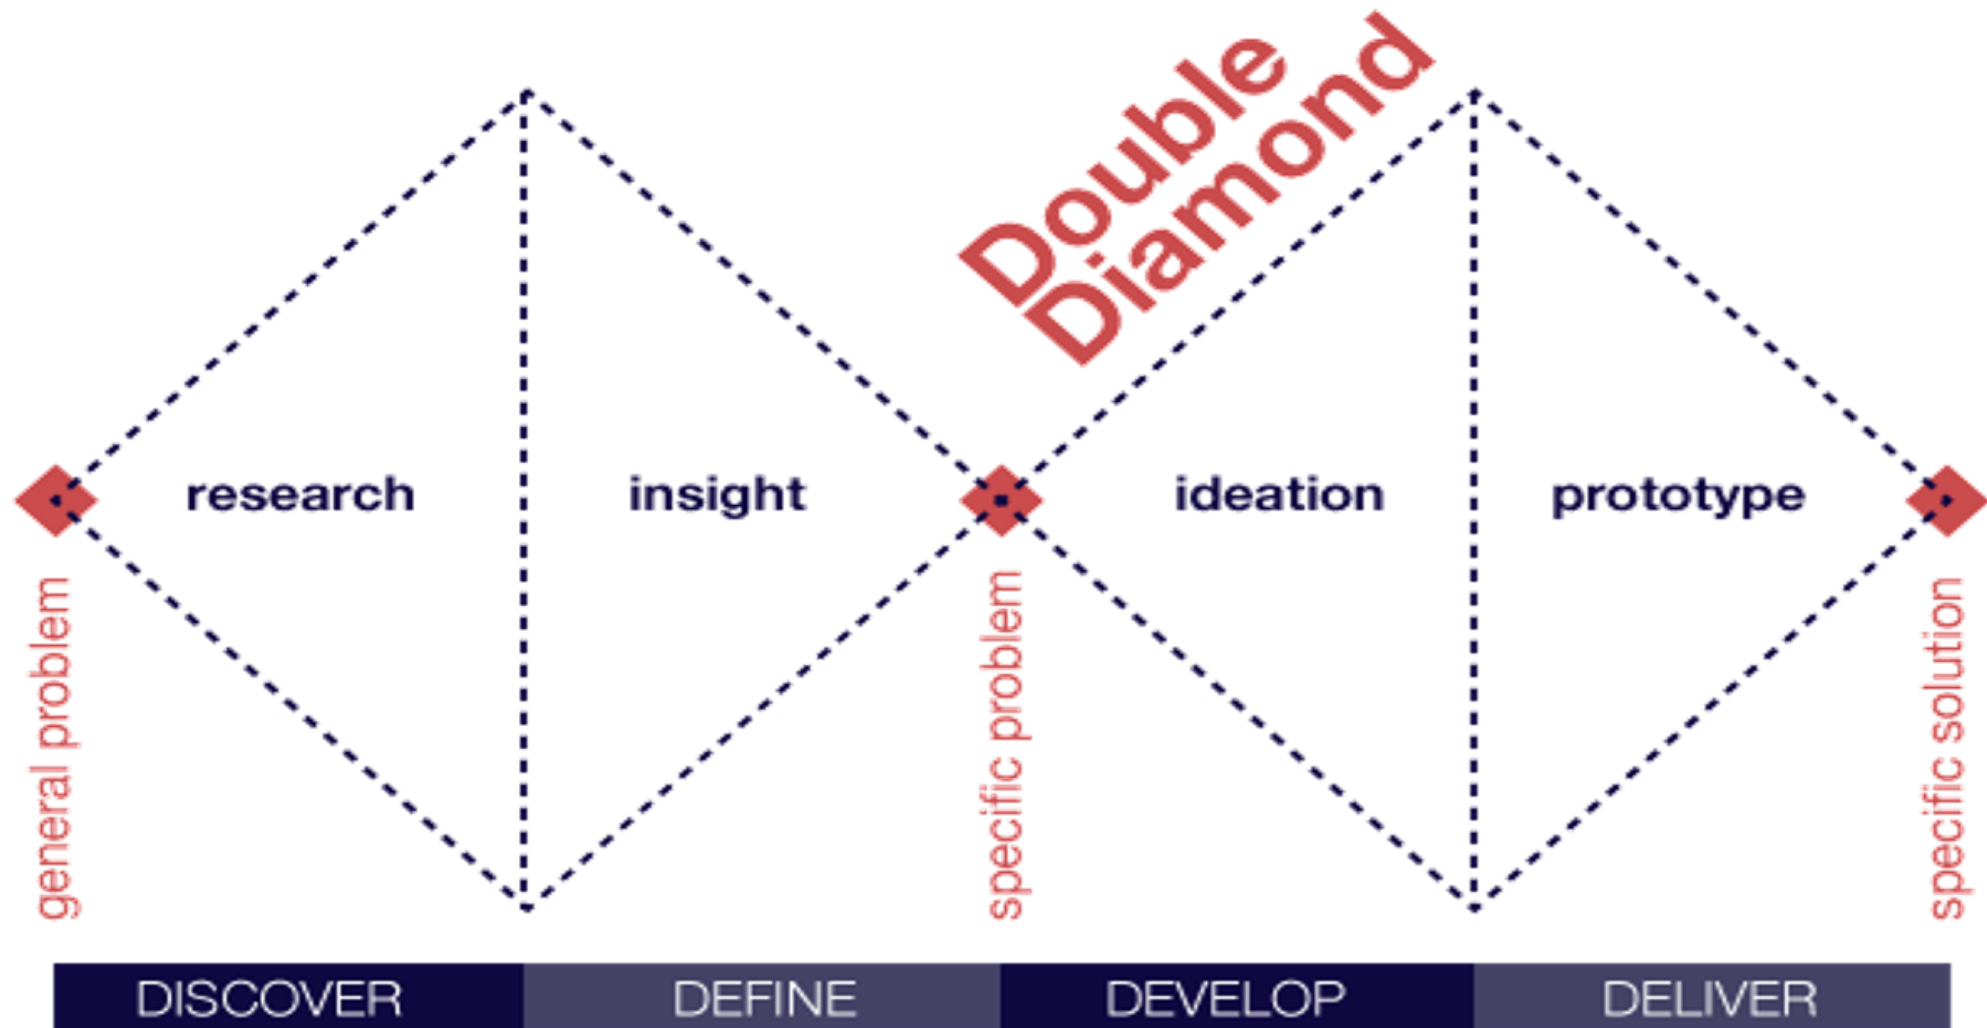 Double
Diamond
research
insight
ideation
prototype
general problem
specific problem
specific solution
DISCOVER
DEFINE
DEVELOP
DELIVER